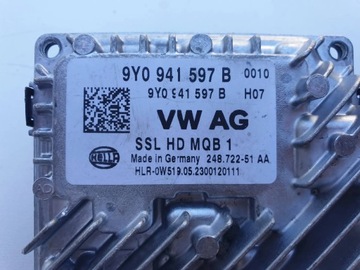 9Y0 941 597 B 0010
9Y0 941 597 B H07
VW AG
SSL HD MQB 1
HELLA Made in Germany 248.722-51 AA
HLR-0W519.05.2300120111